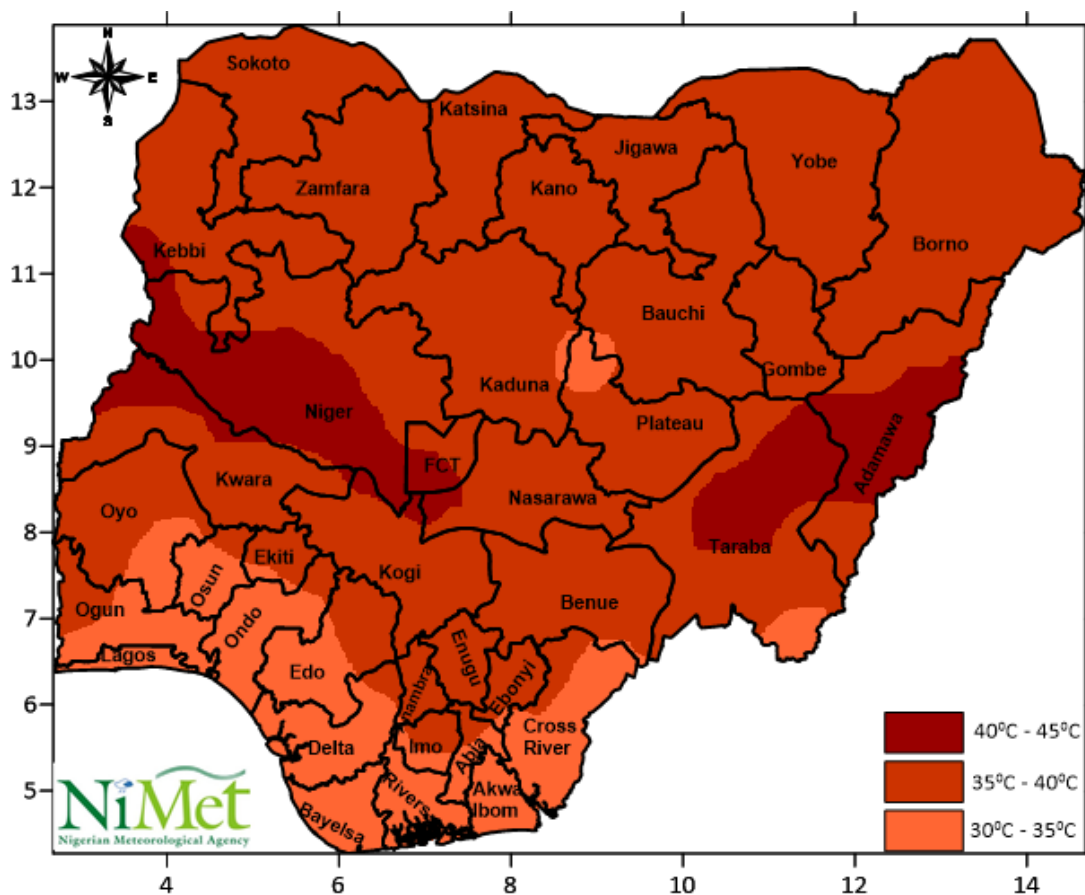 N
W
E
S
13
12
11
10
9
8
7
6
5
4
6
8
10
12
14
Sokoto
Katsina
Jigawa
Yobe
Zamfara
Kano
Borno
Kebbi
Bauchi
Gombe
Kaduna
Niger
Plateau
Adamawa
FCT
Kwara
Nasarawa
Oyo
Taraba
Ekiti
Kogi
Osun
Benue
Ogun
Ondo
Enugu
Lagos
Edo
Ebonyi
nambra
Cross
River
Delta
Imo
Abia
Rivers
Akwa
Ibom
Bayelsa
40⁰C - 45⁰C
35⁰C - 40⁰C
30⁰C - 35⁰C
NiMet
Nigerian Meteorological Agency